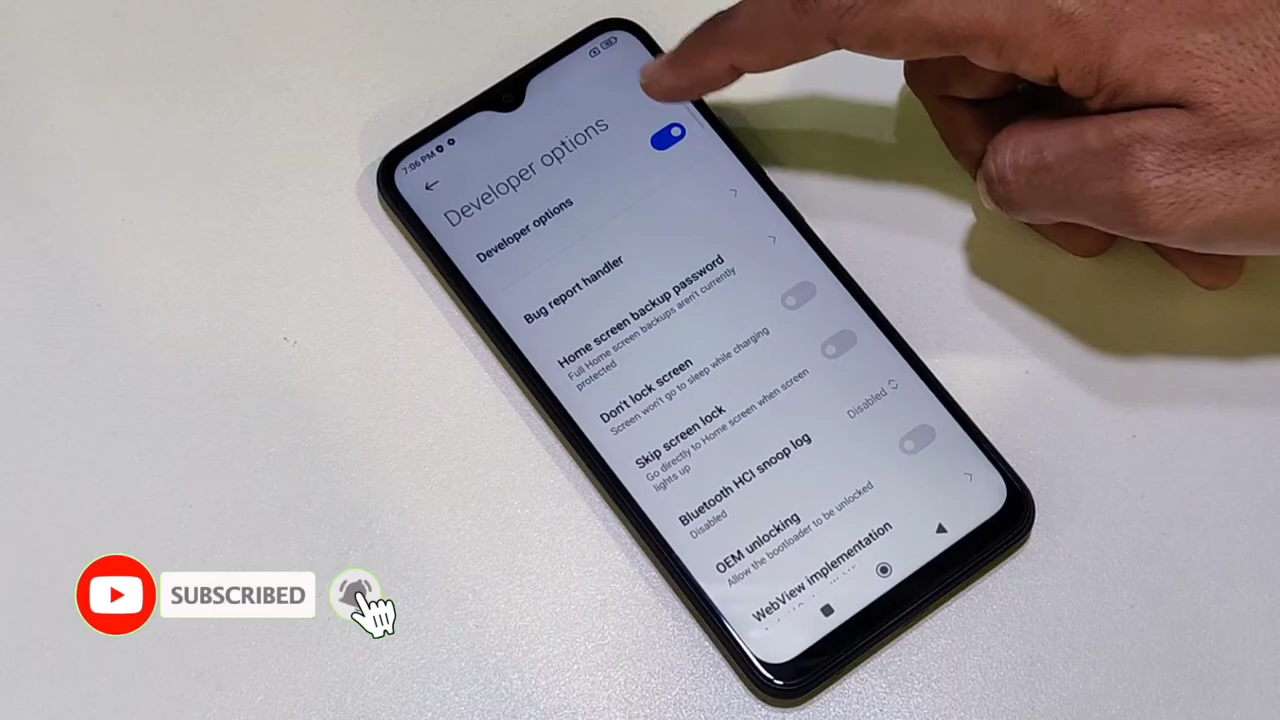 7:06 PM
Developer options
Developer options
Bug report handler
Home screen backup password
Full Home screen backups aren't currently
protected
Don't lock screen
Screen won't go to sleep while charging
Skip screen lock
Go directly to Home screen when screen
lights up
Bluetooth HCI snoop log
Disabled
Disabled
OEM unlocking
Allow the bootloader to be unlocked
WebView implementation
SUBSCRIBED